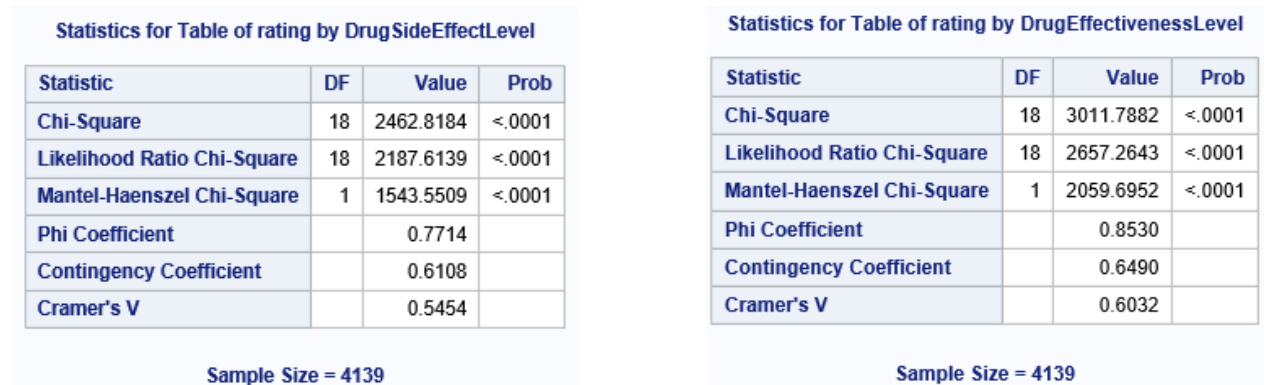 Statistics for Table of rating by DrugSideEffectLevel
Statistic DF Value Prob
Chi-Square 18 2462.8184 <.0001
Likelihood Ratio Chi-Square 18 2187.6139 <.0001
Mantel-Haenszel Chi-Square 1 1543.5509 <.0001
Phi Coefficient 0.7714
Contingency Coefficient 0.6108
Cramer's V 0.5454
Sample Size = 4139
Statistics for Table of rating by DrugEffectivenessLevel
Statistic DF Value Prob
Chi-Square 18 3011.7882 <.0001
Likelihood Ratio Chi-Square 18 2657.2643 <.0001
Mantel-Haenszel Chi-Square 1 2059.6952 <.0001
Phi Coefficient 0.8530
Contingency Coefficient 0.6490
Cramer's V 0.6032
Sample Size = 4139